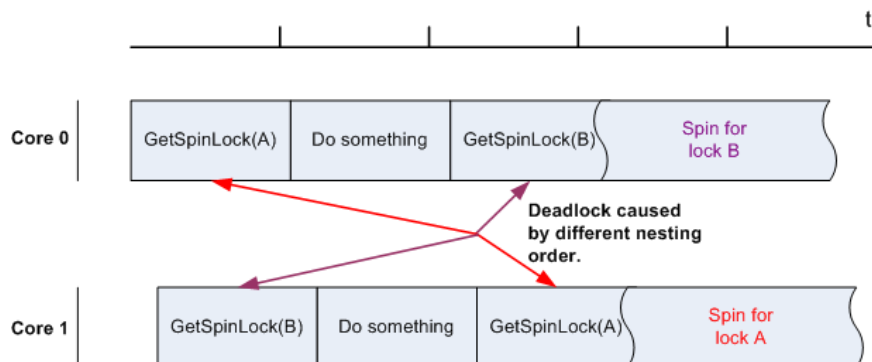 t
Core 0
GetSpinLock(A)
Do something
GetSpinLock(B)
Spin for
lock B
Deadlock caused
by different nesting
order.
Core 1
GetSpinLock(B)
Do something
GetSpinLock(A)
Spin for
lock A